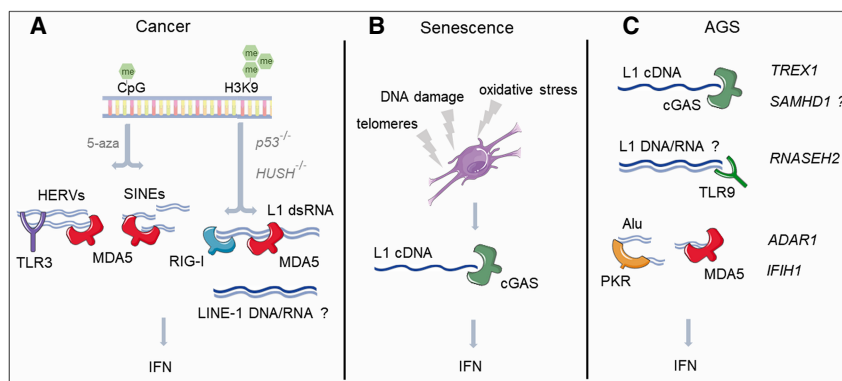 A
Cancer
me
me
me
me
CpG
H3K9
5-aza
p53-/-
HUSH-/-
HERVs
SINEs
L1 dsRNA
TLR3
MDA5
RIG-I
MDA5
LINE-1 DNA/RNA ?
IFN
B
Senescence
DNA damage
oxidative stress
telomeres
L1 cDNA
cGAS
IFN
C
AGS
L1 cDNA
cGAS
TREX1
SAMHD1 ?
L1 DNA/RNA ?
TLR9
RNASEH2
Alu
PKR
MDA5
ADAR1
IFIH1
IFN